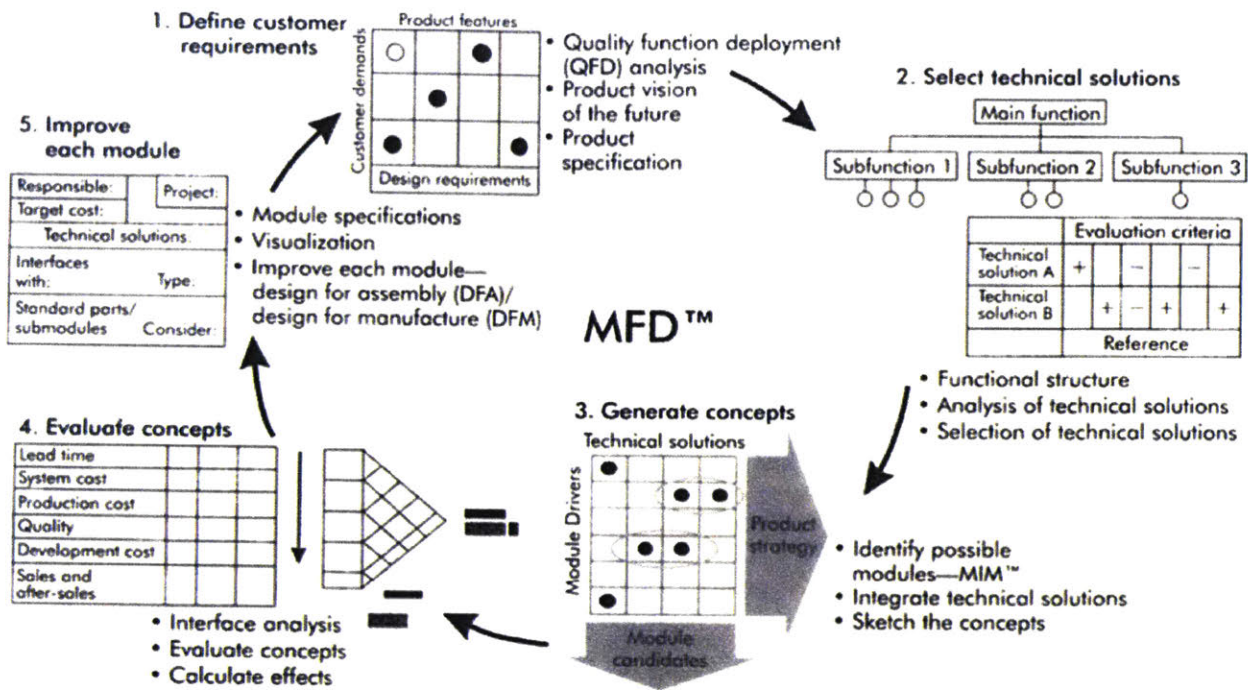 1. Define customer
requirements
Product features
Customer demands
Design requirements
• Quality function deployment
(QFD) analysis
• Product vision
of the future
• Product
specification
2. Select technical solutions
Main function
Subfunction 1
Subfunction 2
Subfunction 3
Evaluation criteria
Technical
solution A
+ − −
Technical
solution B
+ − + +
Reference
• Functional structure
• Analysis of technical solutions
• Selection of technical solutions
MFD™
3. Generate concepts
Technical solutions
Module Drivers
Product
strategy
Module
candidates
• Identify possible
modules—MIM™
• Integrate technical solutions
• Sketch the concepts
4. Evaluate concepts
Lead time
System cost
Production cost
Quality
Development cost
Sales and
after-sales
• Interface analysis
• Evaluate concepts
• Calculate effects
5. Improve
each module
Responsible:
Project:
Target cost:
Technical solutions:
Interfaces
with:
Type:
Standard parts/
submodules
Consider:
• Module specifications
• Visualization
• Improve each module—
design for assembly (DFA)/
design for manufacture (DFM)